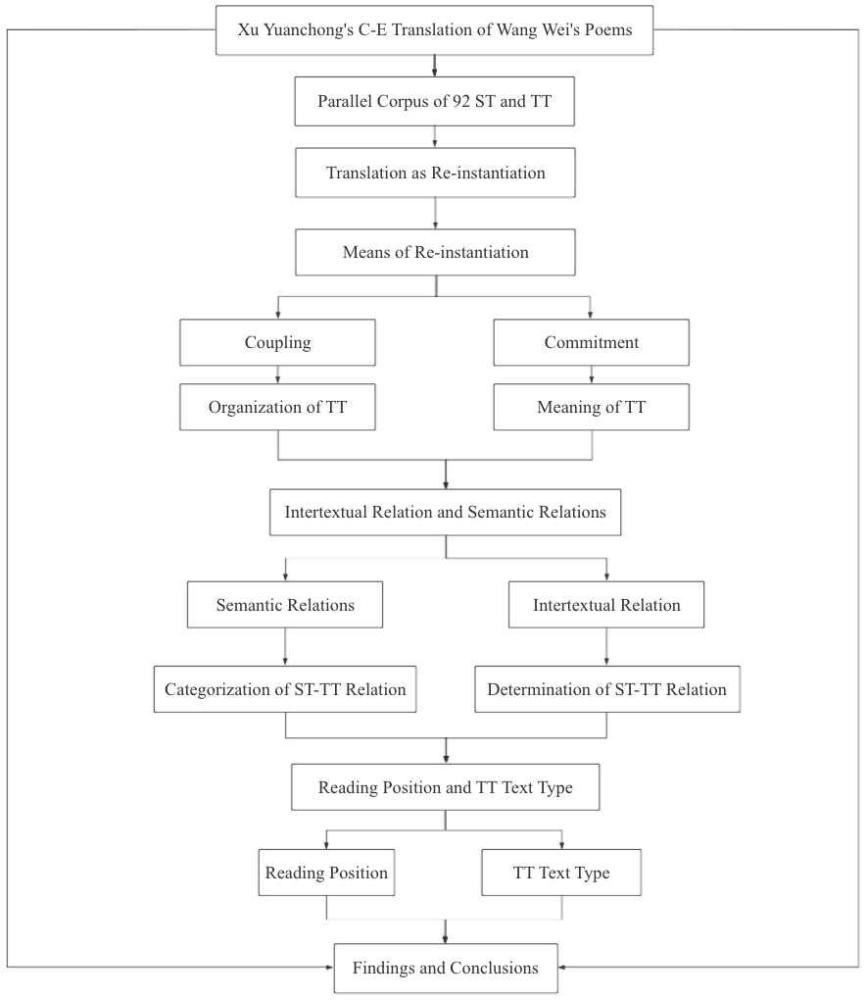 Xu Yuanchong's C-E Translation of Wang Wei's Poems
Parallel Corpus of 92 ST and TT
Translation as Re-instantiation
Means of Re-instantiation
Coupling
Commitment
Organization of TT
Meaning of TT
Intertextual Relation and Semantic Relations
Semantic Relations
Intertextual Relation
Categorization of ST-TT Relation
Determination of ST-TT Relation
Reading Position and TT Text Type
Reading Position
TT Text Type
Findings and Conclusions